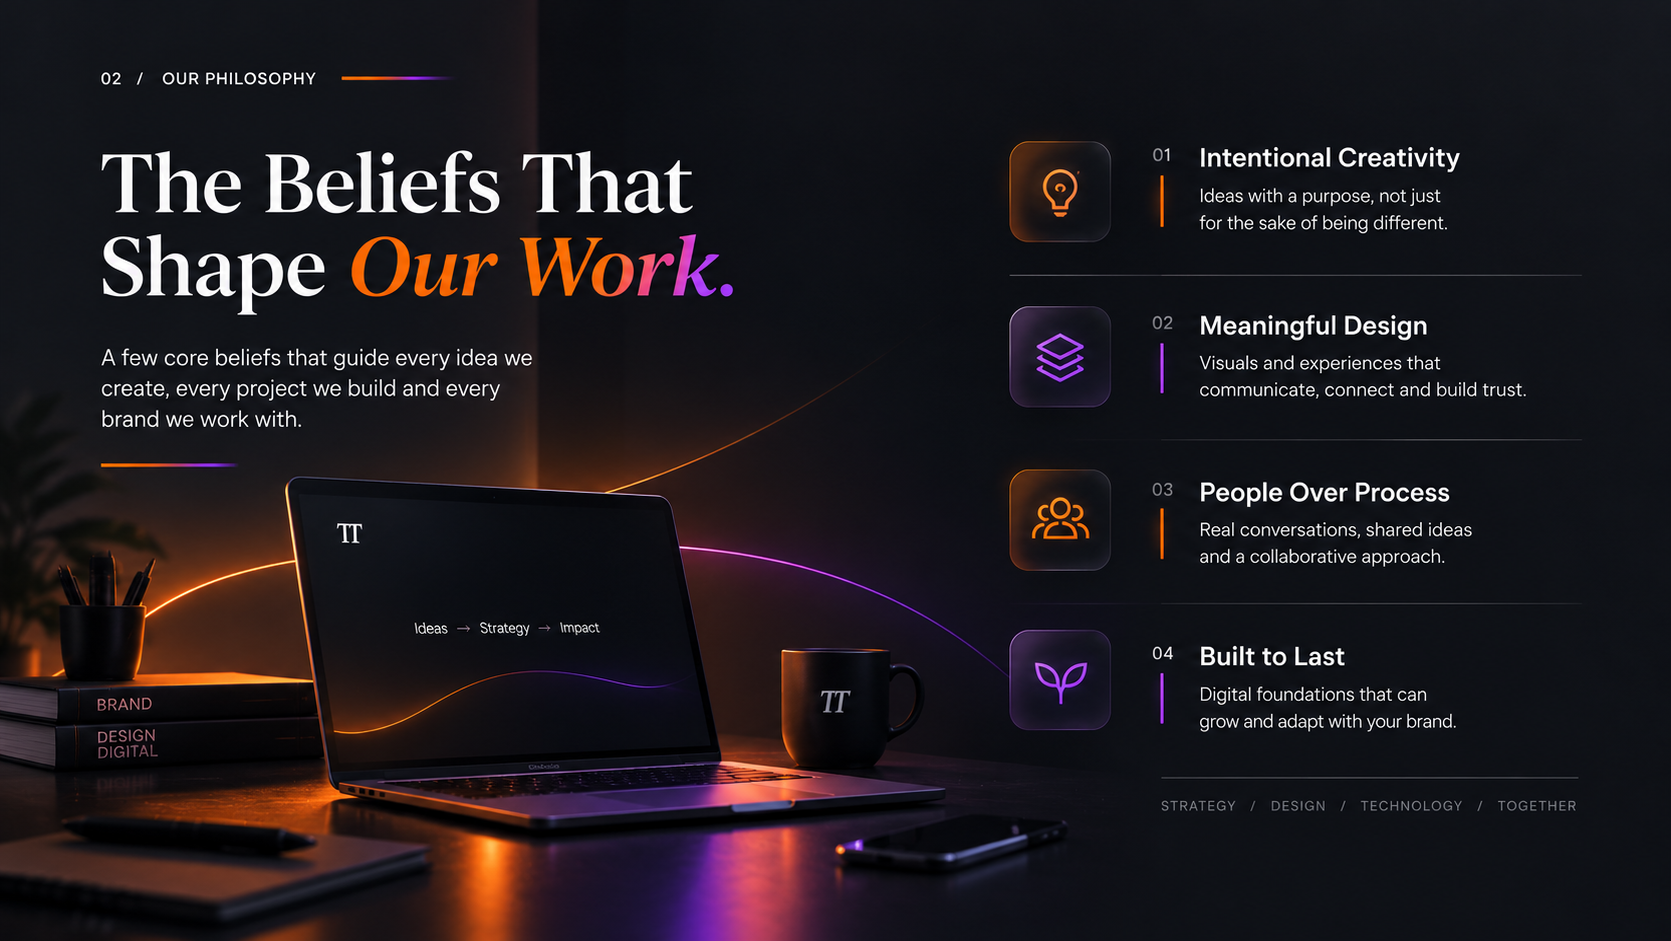 02 / OUR PHILOSOPHY
The Beliefs That
Shape Our Work.
A few core beliefs that guide every idea we
create, every project we build and every
brand we work with.
TT
Ideas → Strategy → Impact
BRAND
DESIGN
DIGITAL
TT
01 Intentional Creativity
Ideas with a purpose, not just
for the sake of being different.
02 Meaningful Design
Visuals and experiences that
communicate, connect and build trust.
03 People Over Process
Real conversations, shared ideas
and a collaborative approach.
04 Built to Last
Digital foundations that can
grow and adapt with your brand.
STRATEGY / DESIGN / TECHNOLOGY / TOGETHER